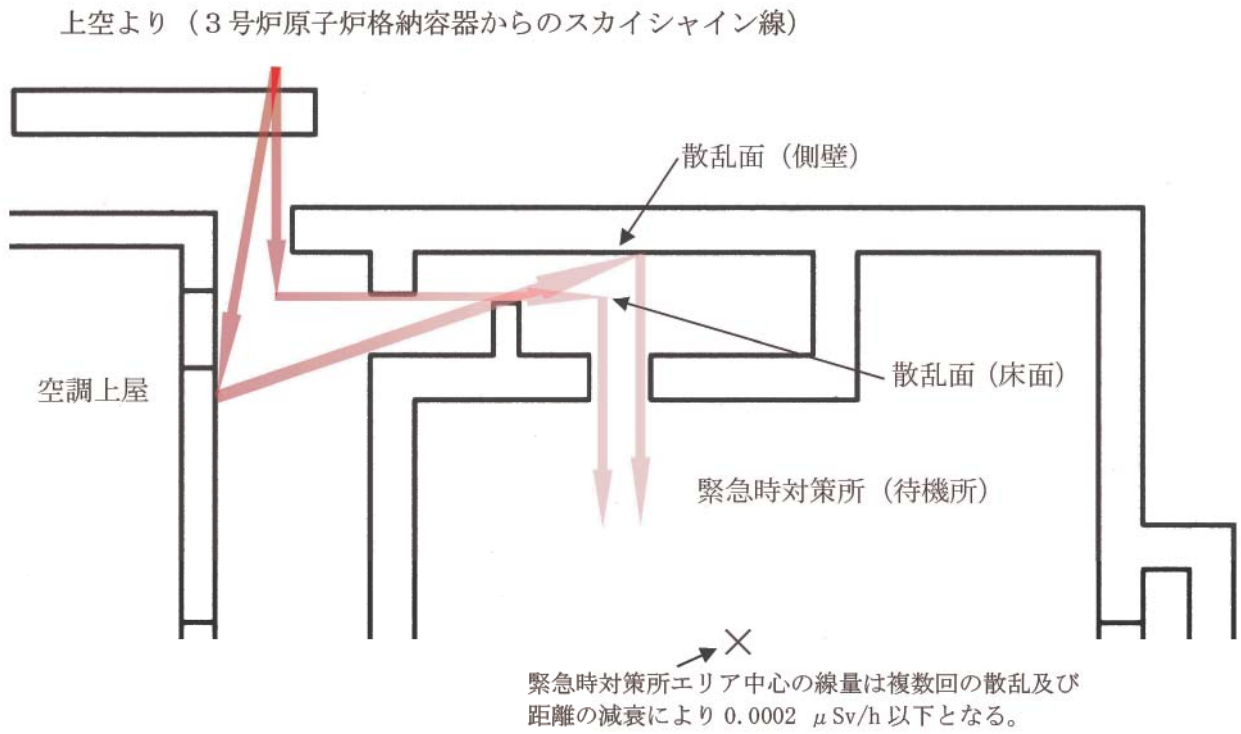 上空より（３号炉原子炉格納容器からのスカイシャイン線）
散乱面（側壁）
空調上屋
散乱面（床面）
緊急時対策所（待機所）
緊急時対策所エリア中心の線量は複数回の散乱及び
距離の減衰により 0.0002 μSv/h 以下となる。